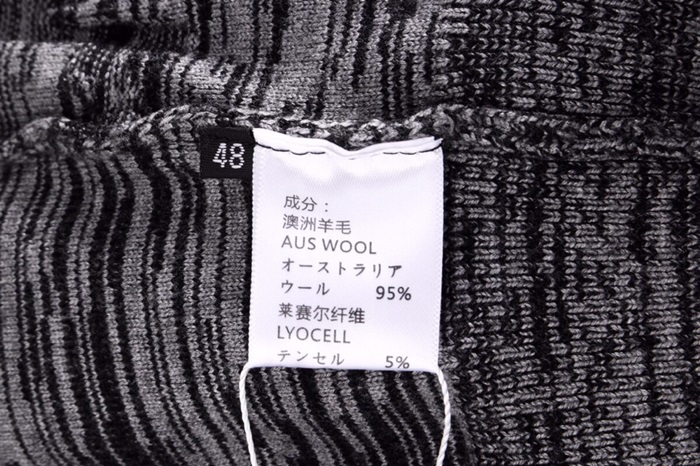 48
成分：
澳洲羊毛
AUS WOOL
オーストラリア
ウール 95%
莱赛尔纤维
LYOCELL
テンセル 5%